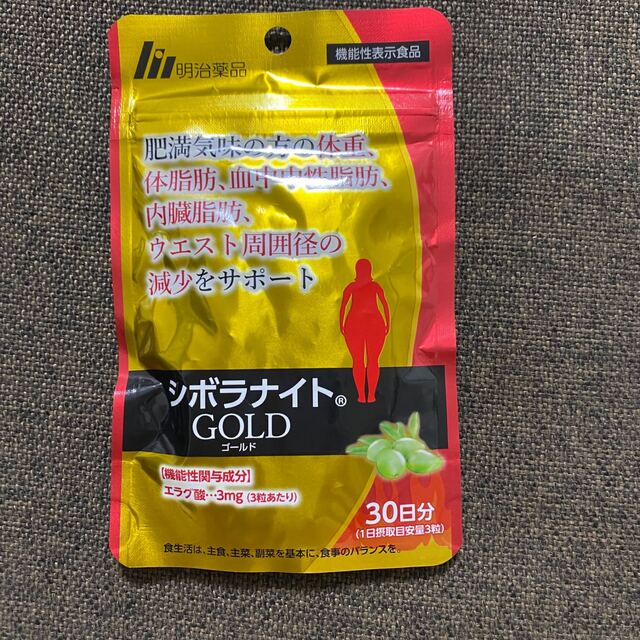 明治薬品
機能性表示食品
肥満気味の方の体重、
体脂肪、血中中性脂肪、
内臓脂肪、
ウエスト周囲径の
減少をサポート
シボラナイト®
GOLD
ゴールド
【機能性関与成分】
エラグ酸…3mg (3粒あたり)
30日分
(1日摂取目安量3粒)
食生活は、主食、主菜、副菜を基本に、食事のバランスを。